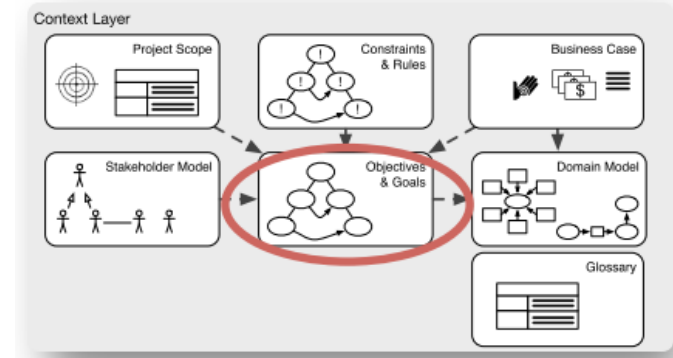 Context Layer
Project Scope
Constraints
& Rules
Business Case
!
! !
! ! !
$
Stakeholder Model
Objectives
& Goals
Domain Model
Glossary